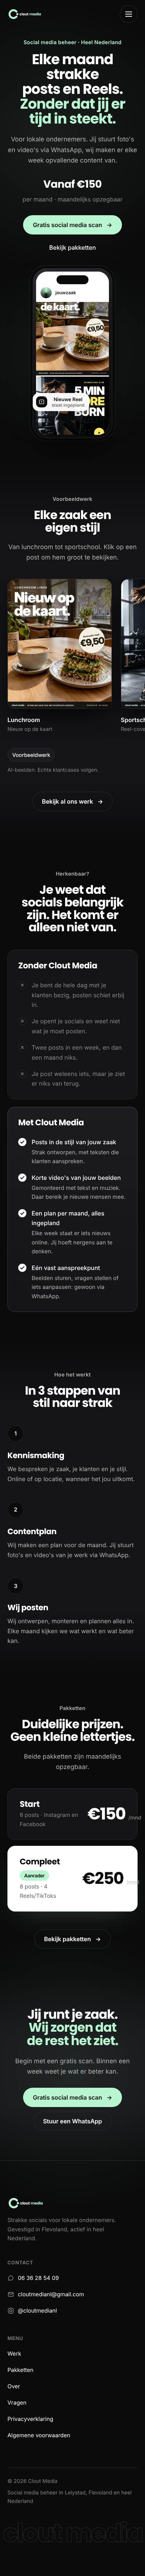 clout media
Social media beheer · Heel Nederland
Elke maand
strakke
posts en Reels.
Zonder dat jij er
tijd in steekt.
Voor lokale ondernemers. Jij stuurt foto's
en video's via WhatsApp, wij maken er elke
week opvallende content van.
Vanaf €150
per maand · maandelijks opzegbaar
Gratis social media scan →
Bekijk pakketten
jouwzaak
de kaart.
€9,50
Nieuwe Reel
staat ingepland
5 MIN
BURN
Voorbeeldwerk
Elke zaak een
eigen stijl
Van lunchroom tot sportschool. Klik op een
post om hem groot te bekijken.
Nieuw op
de kaart.
€9,50
Lunchroom
Nieuw op de kaart
Sportsch
Reel-cove
Voorbeeldwerk
AI-beelden. Echte klantcases volgen.
Bekijk al ons werk →
Herkenbaar?
Je weet dat
socials belangrijk
zijn. Het komt er
alleen niet van.
Zonder Clout Media
Je bent de hele dag met je
klanten bezig, posten schiet erbij
in.
Je opent je socials en weet niet
wat je moet posten.
Twee posts in een week, en dan
een maand niks.
Je post weleens iets, maar je ziet
er niks van terug.
Met Clout Media
Posts in de stijl van jouw zaak
Strak ontworpen, met teksten die
klanten aanspreken.
Korte video's van jouw beelden
Gemonteerd met tekst en muziek.
Daar bereik je nieuwe mensen mee.
Een plan per maand, alles
ingepland
Elke week staat er iets nieuws
online. Jij hoeft nergens aan te
denken.
Eén vast aanspreekpunt
Beelden sturen, vragen stellen of
iets aanpassen: gewoon via
WhatsApp.
Hoe het werkt
In 3 stappen van
stil naar strak
1
Kennismaking
We bespreken je zaak, je klanten en je stijl.
Online of op locatie, wanneer het jou uitkomt.
2
Contentplan
Wij maken een plan voor de maand. Jij stuurt
foto's en video's van je werk via WhatsApp.
3
Wij posten
Wij ontwerpen, monteren en plannen alles in.
Elke maand kijken we wat werkt en wat beter
kan.
Pakketten
Duidelijke prijzen.
Geen kleine lettertjes.
Beide pakketten zijn maandelijks
opzegbaar.
Start
8 posts · Instagram en
Facebook
€150 /mnd
Compleet
Aanrader
8 posts · 4
Reels/TikToks
€250
Bekijk pakketten →
Jij runt je zaak.
Wij zorgen dat
de rest het ziet.
Begin met een gratis scan. Binnen een
week weet je wat er beter kan.
Gratis social media scan →
Stuur een WhatsApp
clout media
Strakke socials voor lokale ondernemers.
Gevestigd in Flevoland, actief in heel
Nederland.
CONTACT
06 36 28 54 09
cloutmedianl@gmail.com
@cloutmedianl
MENU
Werk
Pakketten
Over
Vragen
Privacyverklaring
Algemene voorwaarden
© 2026 Clout Media
Social media beheer in Lelystad, Flevoland en heel
Nederland
clout media